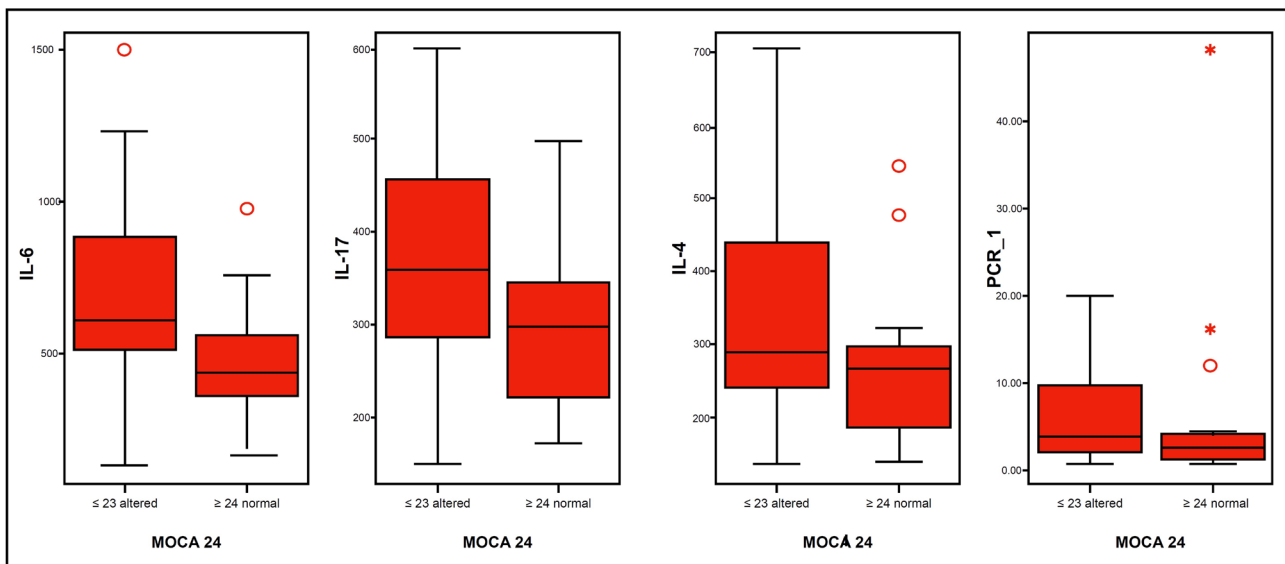 IL-6
1500
1000
500
≤ 23 altered
≥ 24 normal
MOCA 24
IL-17
600
500
400
300
200
≤ 23 altered
≥ 24 normal
MOCA 24
IL-4
700
600
500
400
300
200
≤ 23 altered
≥ 24 normal
MOCA 24
PCR_1
40.00
30.00
20.00
10.00
0.00
≤ 23 altered
≥ 24 normal
MOCA 24